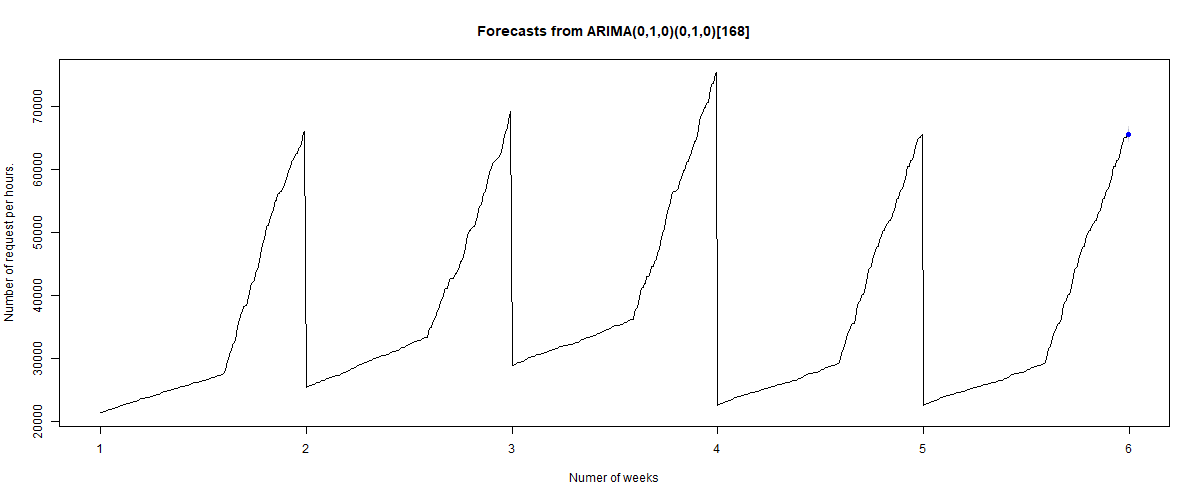 Forecasts from ARIMA(0,1,0)(0,1,0)[168]
Number of request per hours.
70000
60000
50000
40000
30000
20000
1 2 3 4 5 6
Numer of weeks